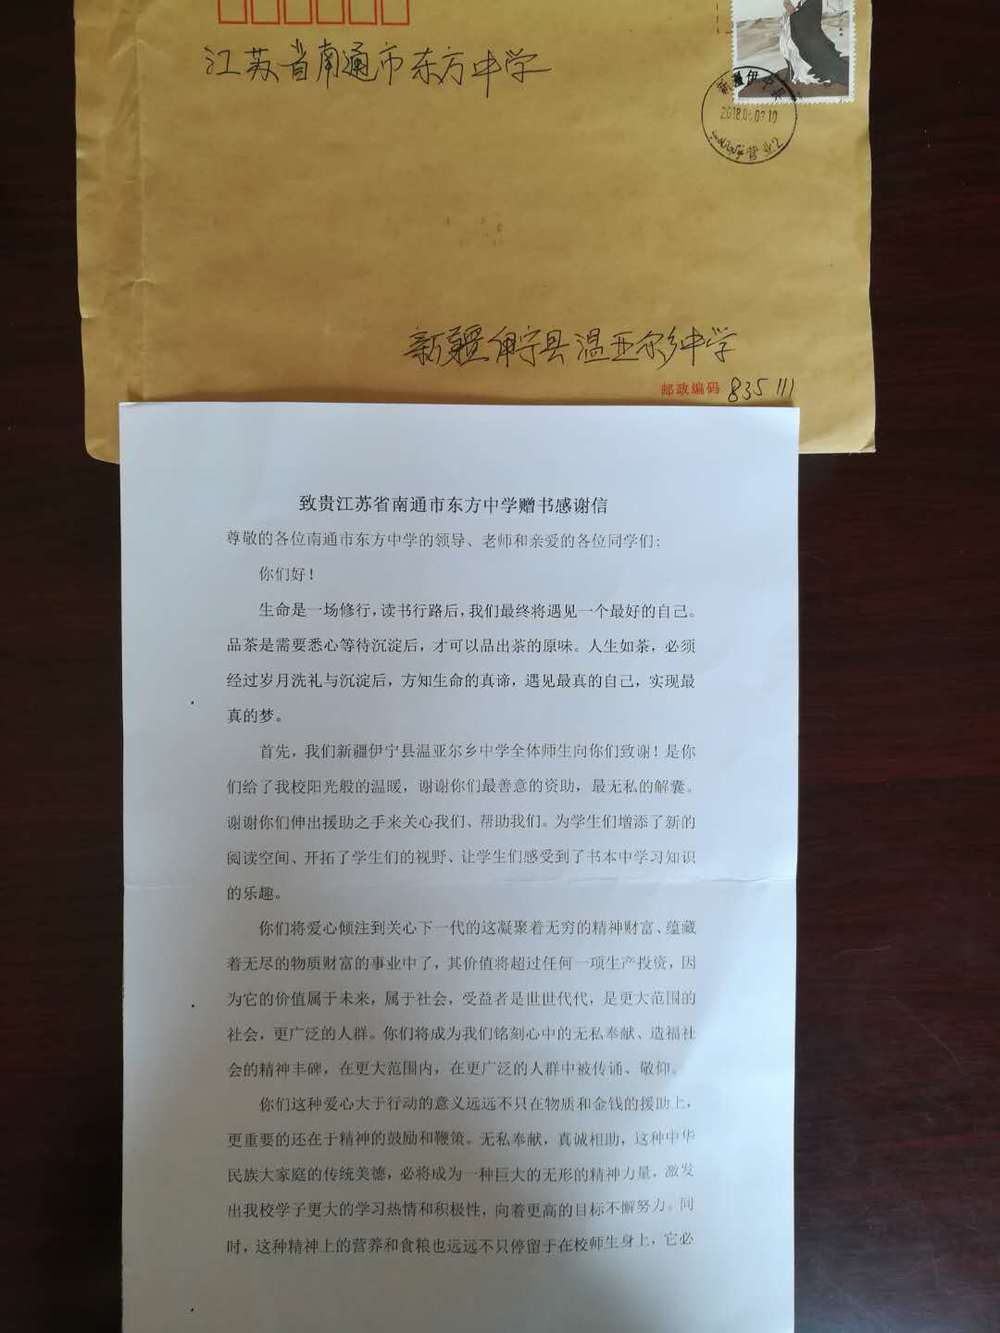 江苏省南通市东方中学
新疆伊
2018.0 .03.10
新疆伊宁县温亚尔乡中学
邮政编码 835111
致贵江苏省南通市东方中学赠书感谢信
尊敬的各位南通市东方中学的领导、老师和亲爱的各位同学们:
你们好！
生命是一场修行,读书行路后,我们最终将遇见一个最好的自己。
品茶是需要悉心等待沉淀后，才可以品出茶的原味。人生如茶，必须
经过岁月洗礼与沉淀后，方知生命的真谛，遇见最真的自己，实现最
真的梦。
首先，我们新疆伊宁县温亚尔乡中学全体师生向你们致谢！是你
们给了我校阳光般的温暖，谢谢你们最善意的资助，最无私的解囊。
谢谢你们伸出援助之手来关心我们、帮助我们。为学生们增添了新的
阅读空间、开拓了学生们的视野、让学生们感受到了书本中学习知识
的乐趣。
你们将爱心倾注到关心下一代的这凝聚着无穷的精神财富、蕴藏
着无尽的物质财富的事业中了，其价值将超过任何一项生产投资，因
为它的价值属于未来，属于社会，受益者是世世代代，是更大范围的
社会，更广泛的人群。你们将成为我们铭刻心中的无私奉献、造福社
会的精神丰碑，在更大范围内，在更广泛的人群中被传诵、敬仰。
你们这种爱心大于行动的意义远远不只在物质和金钱的援助上，
更重要的还在于精神的鼓励和鞭策。无私奉献，真诚相助，这种中华
民族大家庭的传统美德，必将成为一种巨大的无形的精神力量，激发
出我校学子更大的学习热情和积极性，向着更高的目标不懈努力。同
时，这种精神上的营养和食粮也远远不只停留于在校师生身上，它必